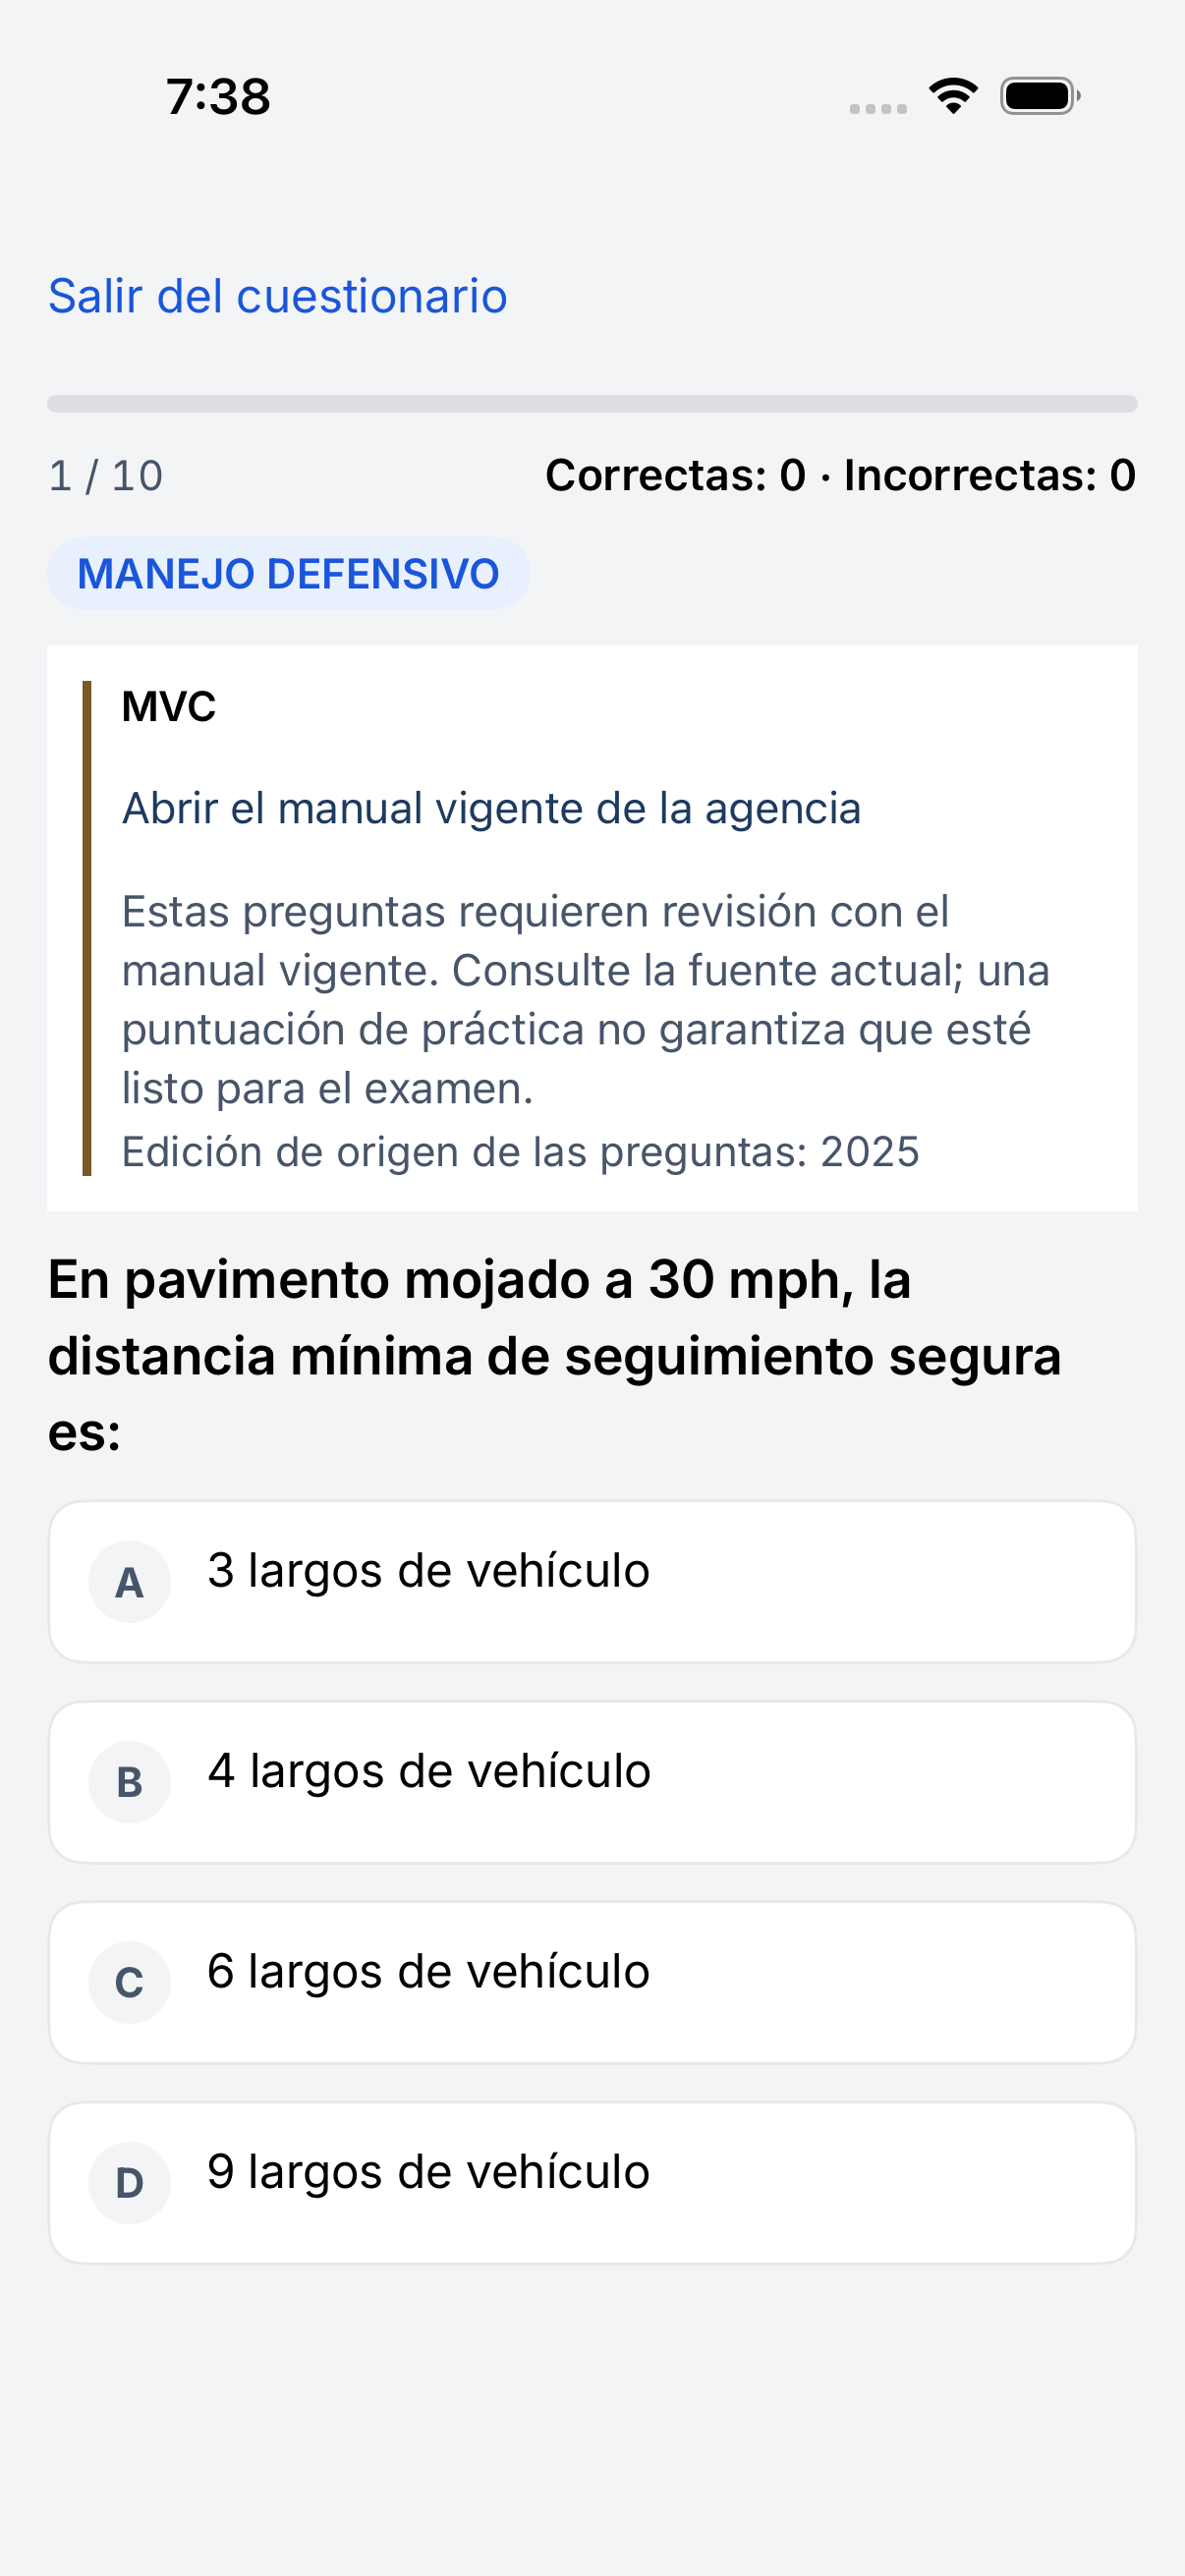 7:38
Salir del cuestionario
1 / 10
Correctas: 0 · Incorrectas: 0
MANEJO DEFENSIVO
MVC
Abrir el manual vigente de la agencia
Estas preguntas requieren revisión con el
manual vigente. Consulte la fuente actual; una
puntuación de práctica no garantiza que esté
listo para el examen.
Edición de origen de las preguntas: 2025
En pavimento mojado a 30 mph, la
distancia mínima de seguimiento segura
es:
A 3 largos de vehículo
B 4 largos de vehículo
C 6 largos de vehículo
D 9 largos de vehículo